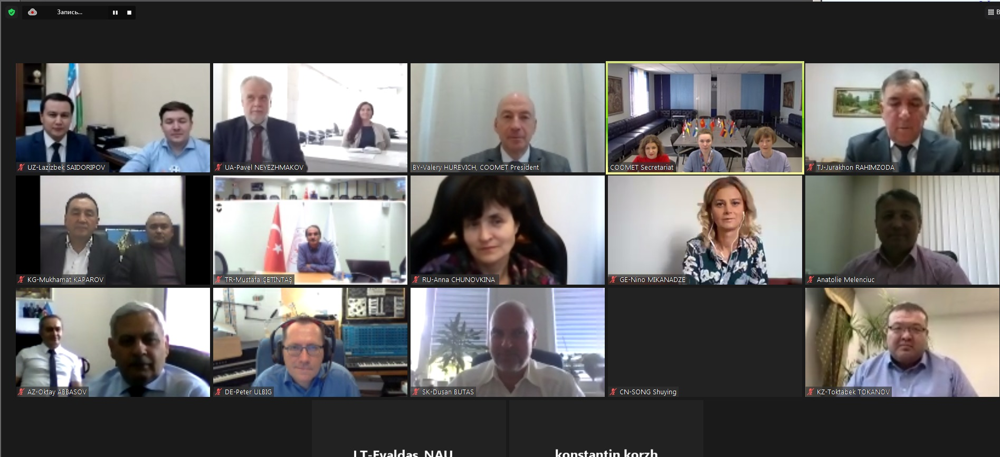 Запись...
В
UZ-Lazizbek SAIDORIPOV
UA-Pavel NEYEZHMAKOV
BY-Valery HUREVICH, COOMET President
COOMET Secretariat
TJ-Jurakhon RAHIMZODA
KG-Mukhamat KAPAROV
TR-Mustafa ÇETİNTAŞ
RU-Anna CHUNOVKINA
GE-Nino MIKANADZE
Anatolie Melenciuc
AZ-Oktay ABBASOV
DE-Peter ULBIG
SK-Dusan BUTAS
CN-SONG Shuying
KZ-Toktabek TOKANOV
LT-Evaldas NAU
konstantin korzh